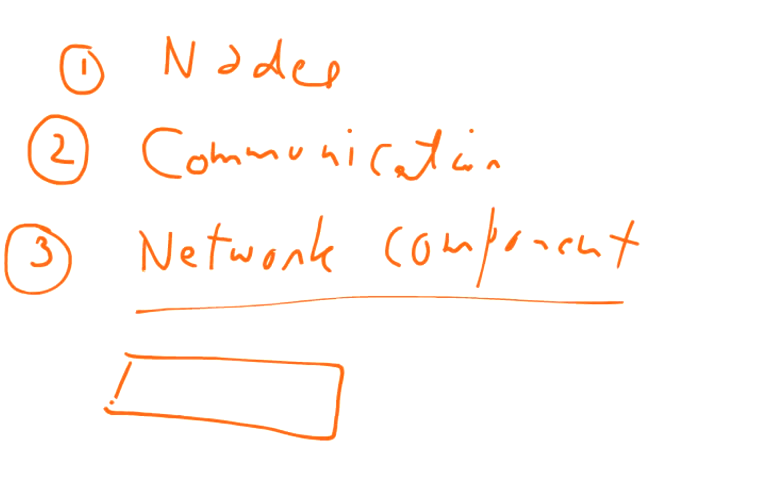 ① Nodes
② Communication
③ Network component